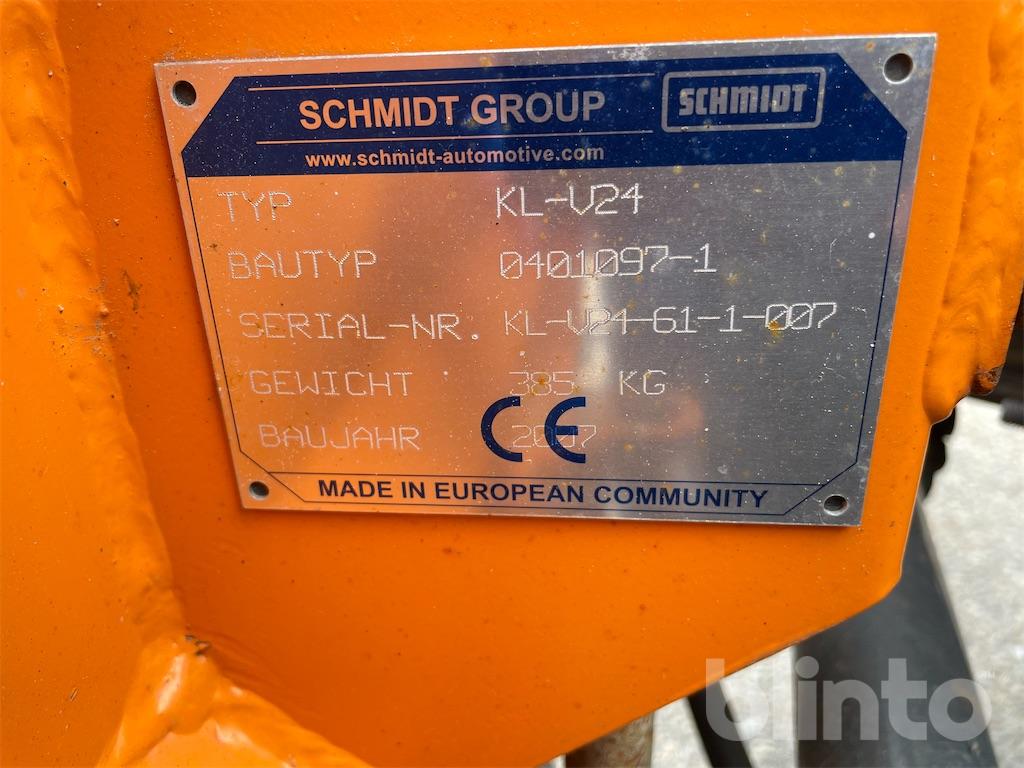 SCHMIDT GROUP SCHMIDT
www.schmidt-automotive.com
TYP KL-V24
BAUTYP 0401097-1
SERIAL-NR. KL-V24-61-1-007
GEWICHT 385 KG
BAUJAHR 2007
CE
MADE IN EUROPEAN COMMUNITY
blinto